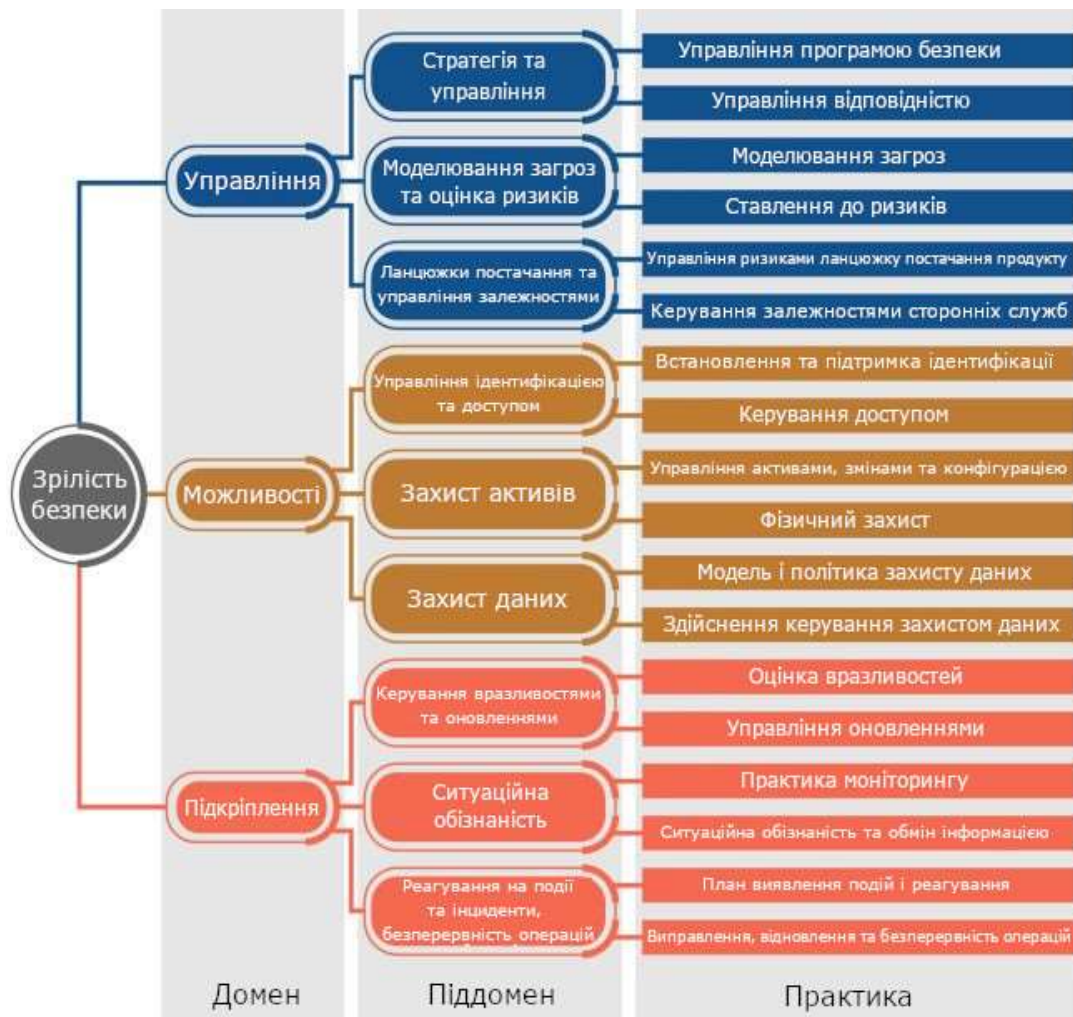 Зрілість
безпеки
Управління
Стратегія та
управління
Управління програмою безпеки
Управління відповідністю
Моделювання загроз
та оцінка ризиків
Моделювання загроз
Ставлення до ризиків
Ланцюжки постачання та
управління залежностями
Управління ризиками ланцюжку постачання продукту
Керування залежностями сторонніх служб
Можливості
Управління ідентифікацією
та доступом
Встановлення та підтримка ідентифікації
Керування доступом
Захист активів
Управління активами, змінами та конфігурацією
Фізичний захист
Захист даних
Модель і політика захисту даних
Здійснення керування захистом даних
Підкріплення
Керування вразливостями
та оновленнями
Оцінка вразливостей
Управління оновленнями
Ситуаційна
обізнаність
Практика моніторингу
Ситуаційна обізнаність та обмін інформацією
Реагування на події
та інциденти,
безперервність операцій
План виявлення подій і реагування
Виправлення, відновлення та безперервність операцій
Домен
Піддомен
Практика